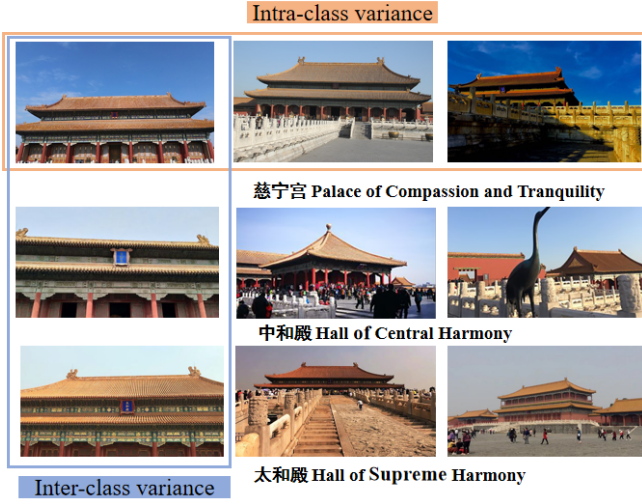 Intra-class variance
慈宁宫 Palace of Compassion and Tranquility
中和殿 Hall of Central Harmony
太和殿 Hall of Supreme Harmony
Inter-class variance